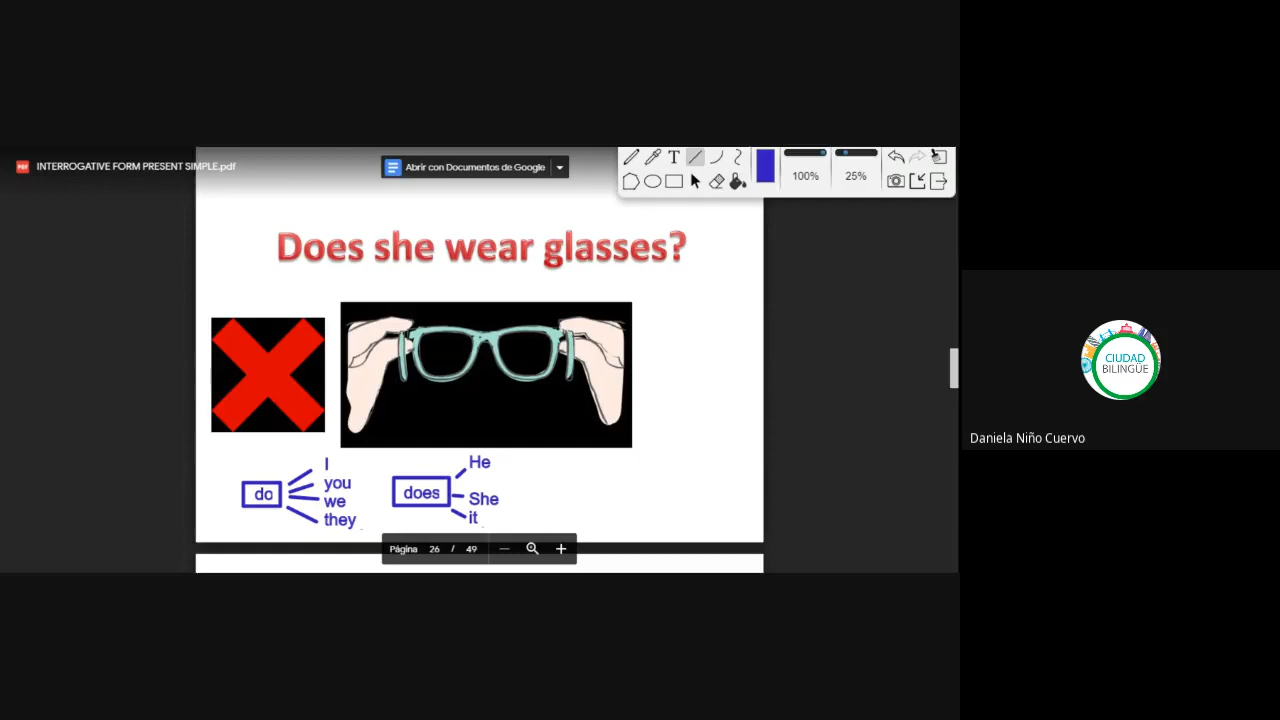 INTERROGATIVE FORM PRESENT SIMPLE.pdf
Abrir con Documentos de Google
T
100%
25%
Does she wear glasses?
do
I
you
we
they
does
He
She
it
Página 26 / 49
CIUDAD
BILINGÜE
Daniela Niño Cuervo